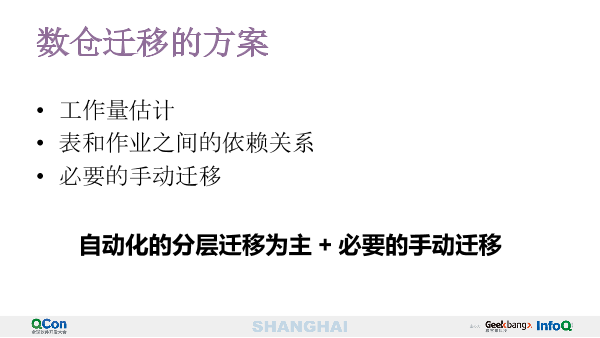 数仓迁移的方案
• 工作量估计
• 表和作业之间的依赖关系
• 必要的手动迁移
自动化的分层迁移为主 + 必要的手动迁移
QCon
全球软件开发大会
SHANGHAI
Geekbang
InfoQ